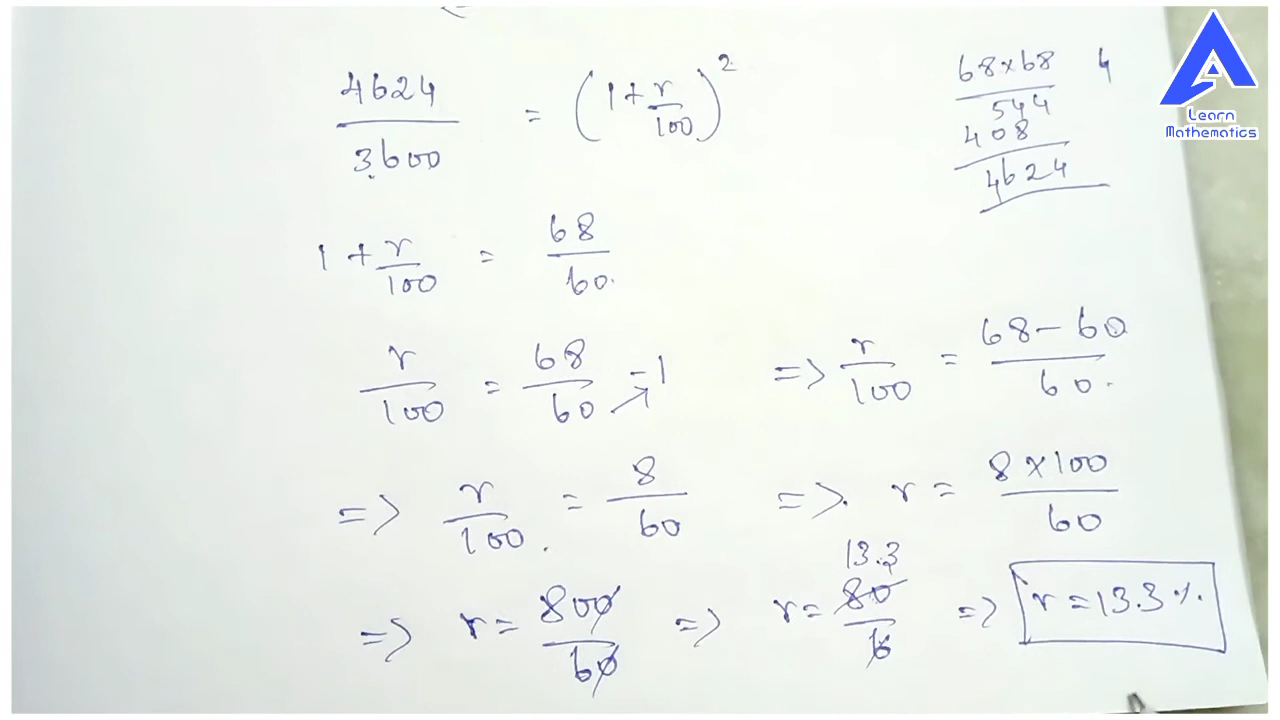 4624/3600 = (1 + r/100)²
68×68 4
544
408
4624
1 + r/100 = 68/60.
r/100 = 68/60 - 1 => r/100 = 68 - 60/60.
=> r/100. = 8/60 =>. r = 8×100/60
=> r = 800/60 => r = 80/6 13.3 => r = 13.3%
Learn
Mathematics